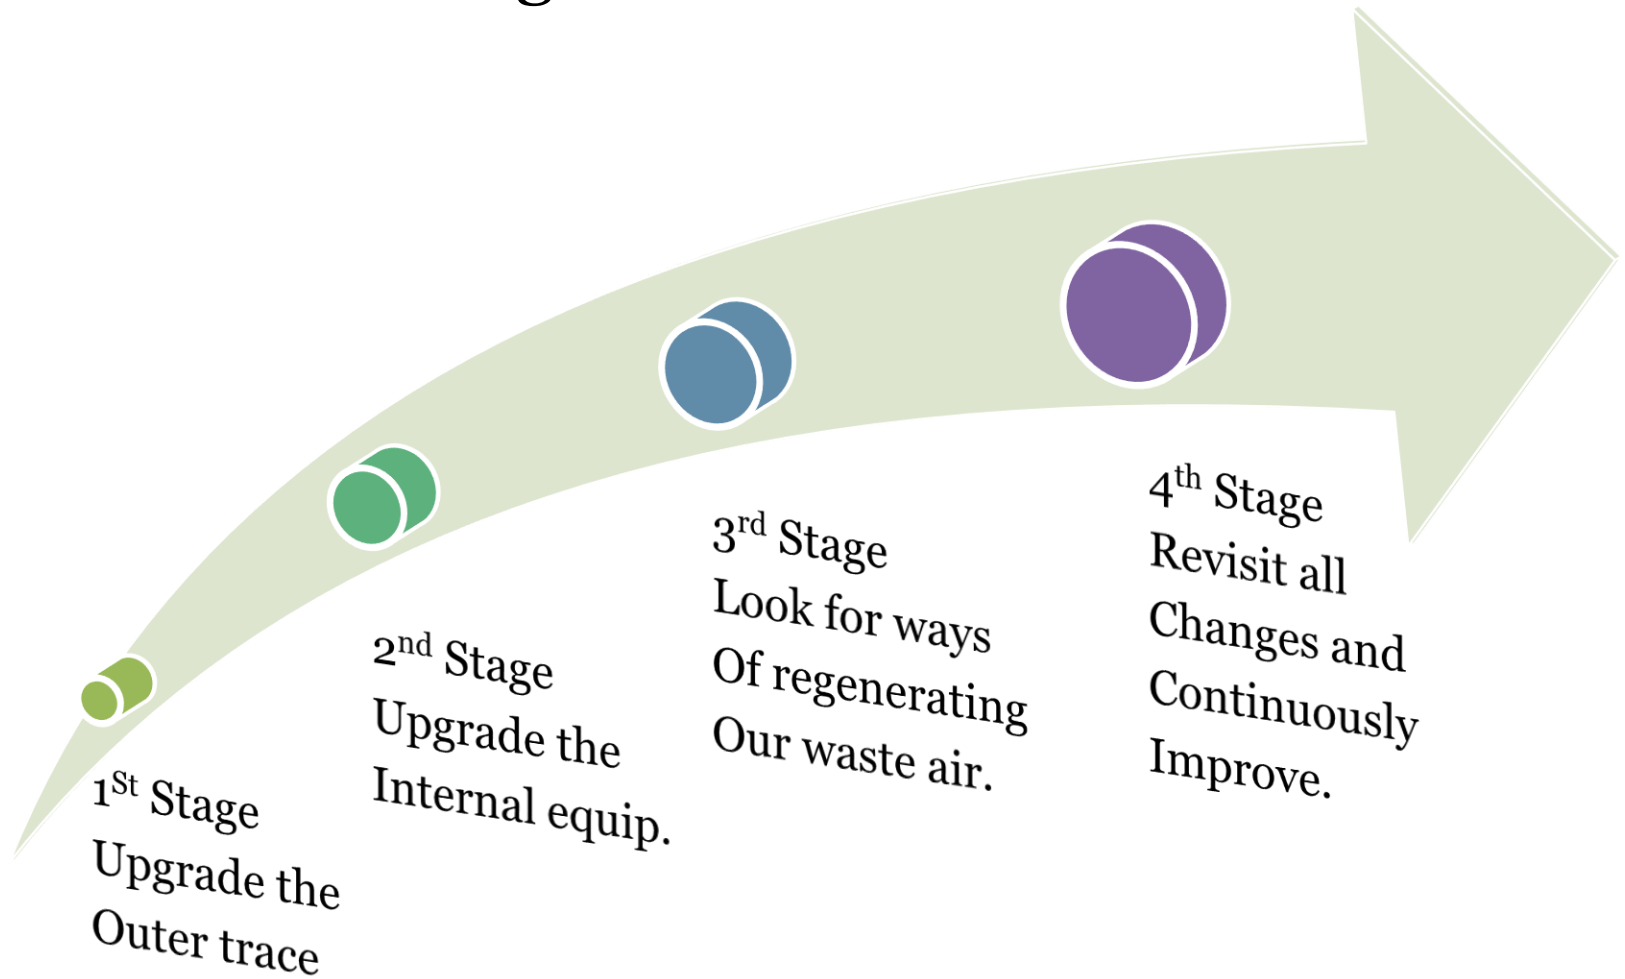 1St Stage
Upgrade the
Outer trace
2nd Stage
Upgrade the
Internal equip.
3rd Stage
Look for ways
Of regenerating
Our waste air.
4th Stage
Revisit all
Changes and
Continuously
Improve.